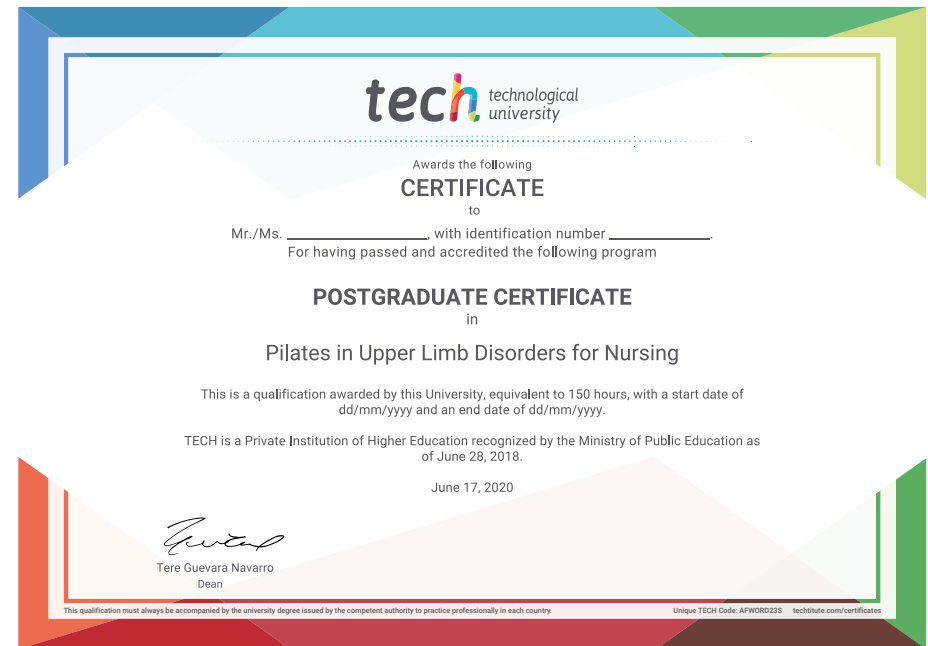 tech technological
university
Awards the following
CERTIFICATE
to
Mr./Ms. ____________________, with identification number ______________.
For having passed and accredited the following program
POSTGRADUATE CERTIFICATE
in
Pilates in Upper Limb Disorders for Nursing
This is a qualification awarded by this University, equivalent to 150 hours, with a start date of
dd/mm/yyyy and an end date of dd/mm/yyyy.
TECH is a Private Institution of Higher Education recognized by the Ministry of Public Education as
of June 28, 2018.
June 17, 2020
Tere Guevara Navarro
Dean
This qualification must always be accompanied by the university degree issued by the competent authority to practice professionally in each country. Unique TECH Code: AFWORD23S techtitute.com/certificates